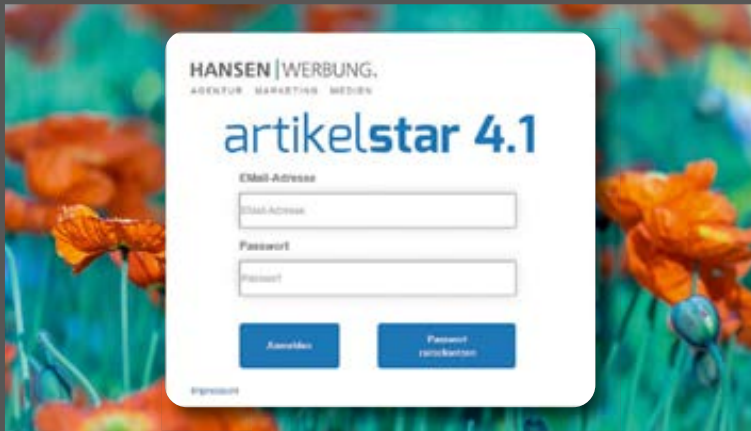 HANSEN|WERBUNG.
AGENTUR MARKETING MEDIEN
artikelstar 4.1
EMail-Adresse
EMail-Adresse
Passwort
Passwort
Anmelden
Passwort
zurücksetzen
Impressum